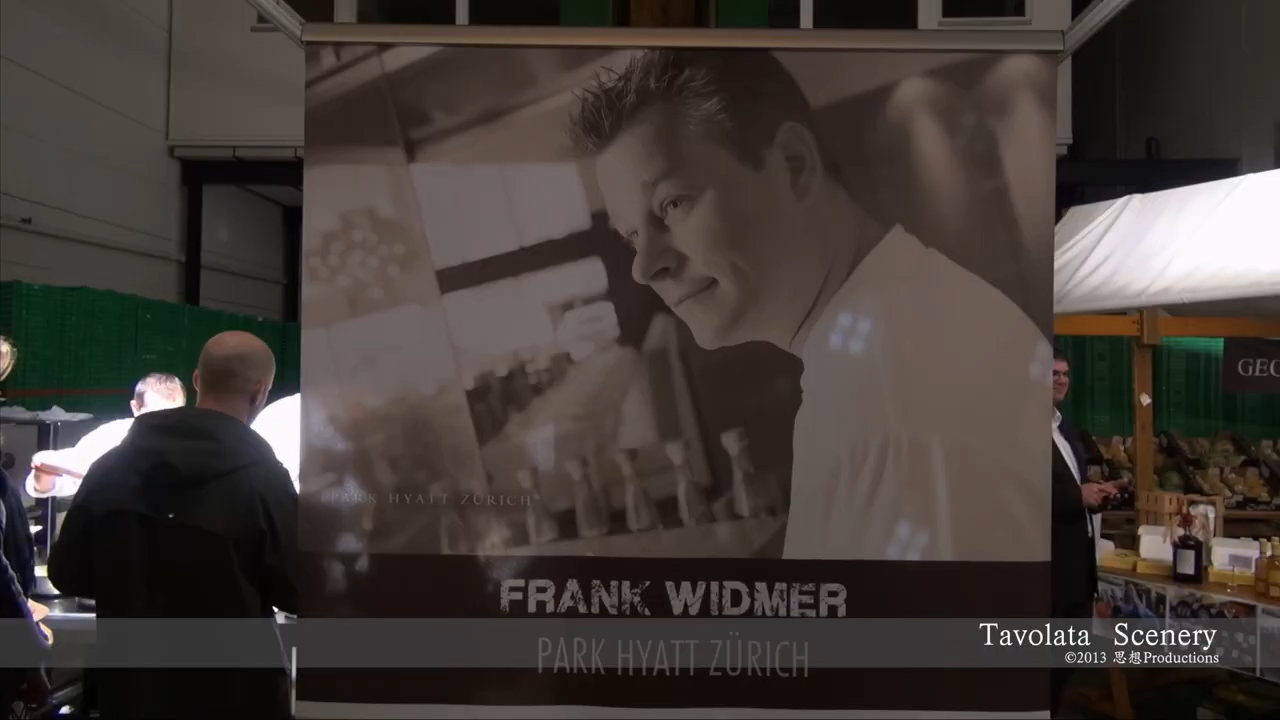 "PARK HYATT ZÜRICH"
FRANK WIDMER
PARK HYATT ZÜRICH
GEO
Tavolata Scenery
©2013 思想Productions